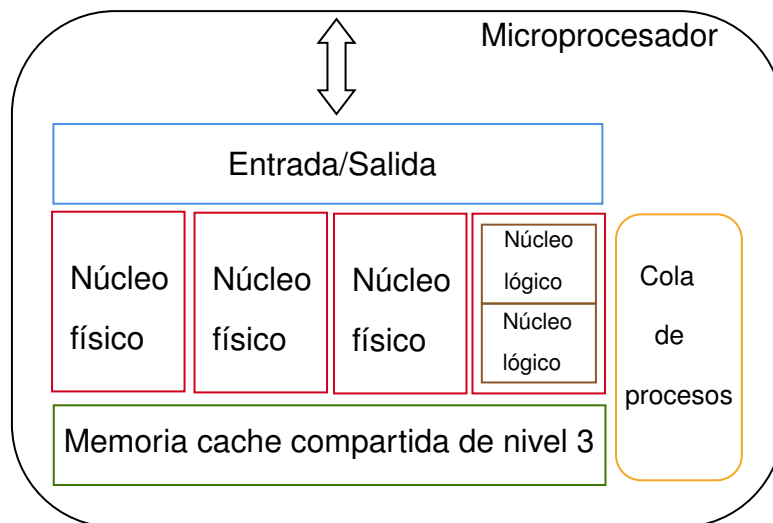 Microprocesador
Entrada/Salida
Núcleo
físico
Núcleo
físico
Núcleo
físico
Núcleo
lógico
Núcleo
lógico
Cola
de
procesos
Memoria cache compartida de nivel 3